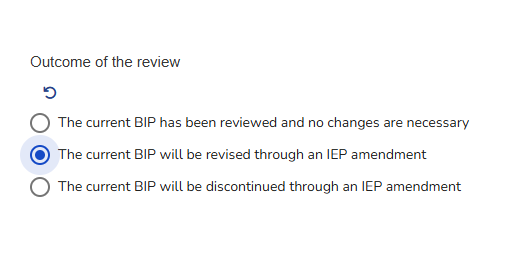 Outcome of the review
The current BIP has been reviewed and no changes are necessary
The current BIP will be revised through an IEP amendment
The current BIP will be discontinued through an IEP amendment